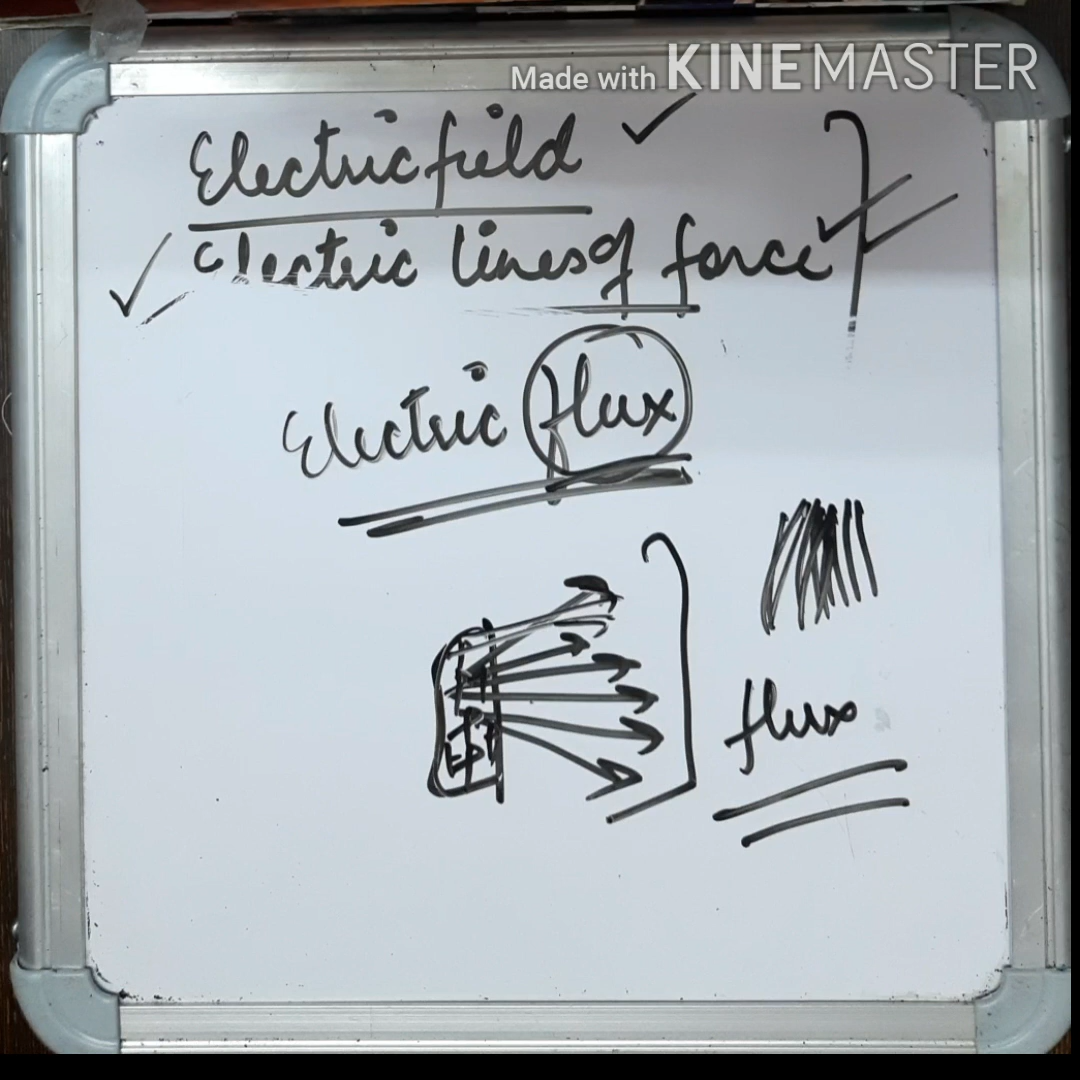 Made with KINEMASTER
Electric field
Electric lines of force
Electric flux
flux